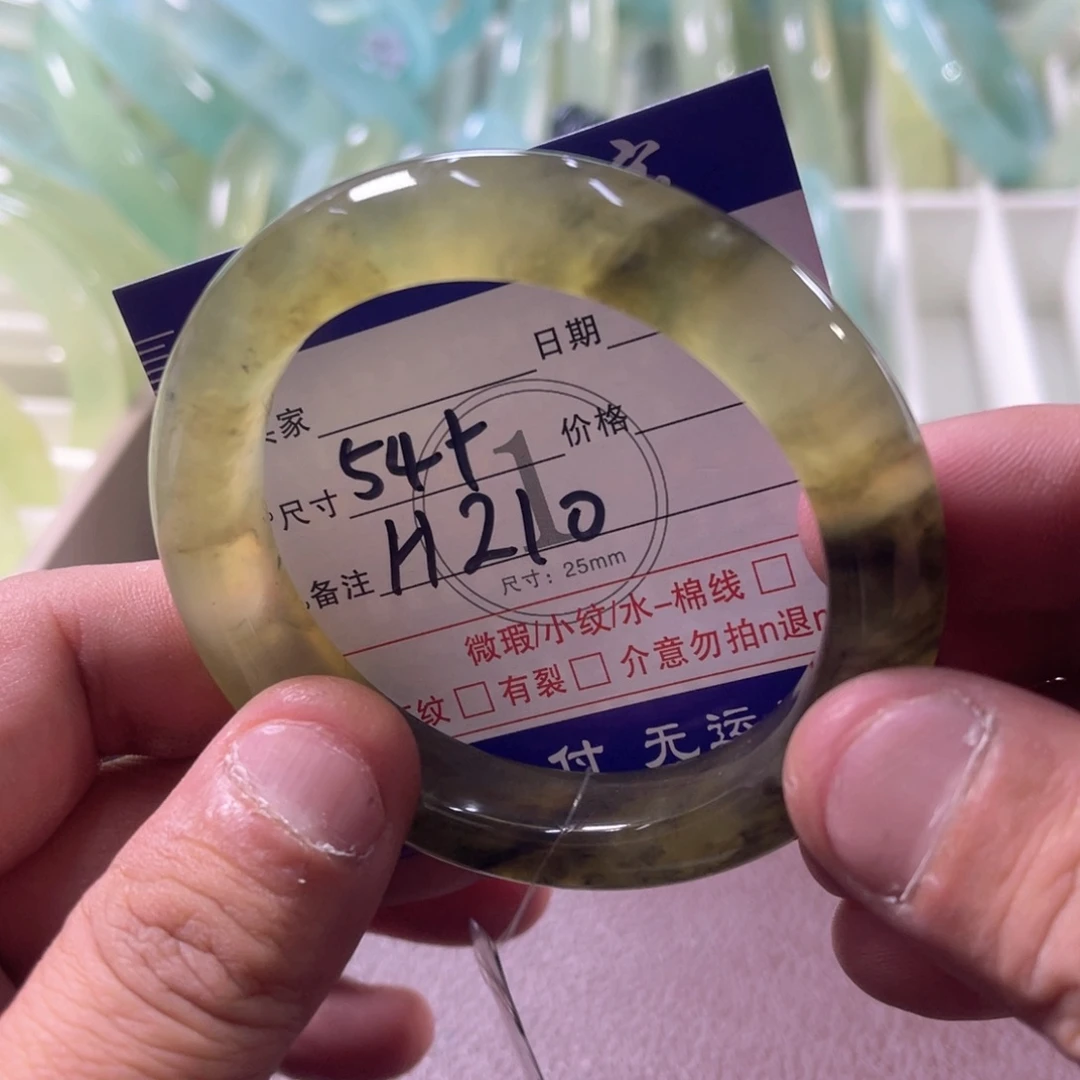 日期
家
尺寸 54+ 价格
1
备注 H210
尺寸：25mm
微瑕/小纹/水-棉线 □
纹 □ 有裂 □ 介意勿拍n退
付 无运